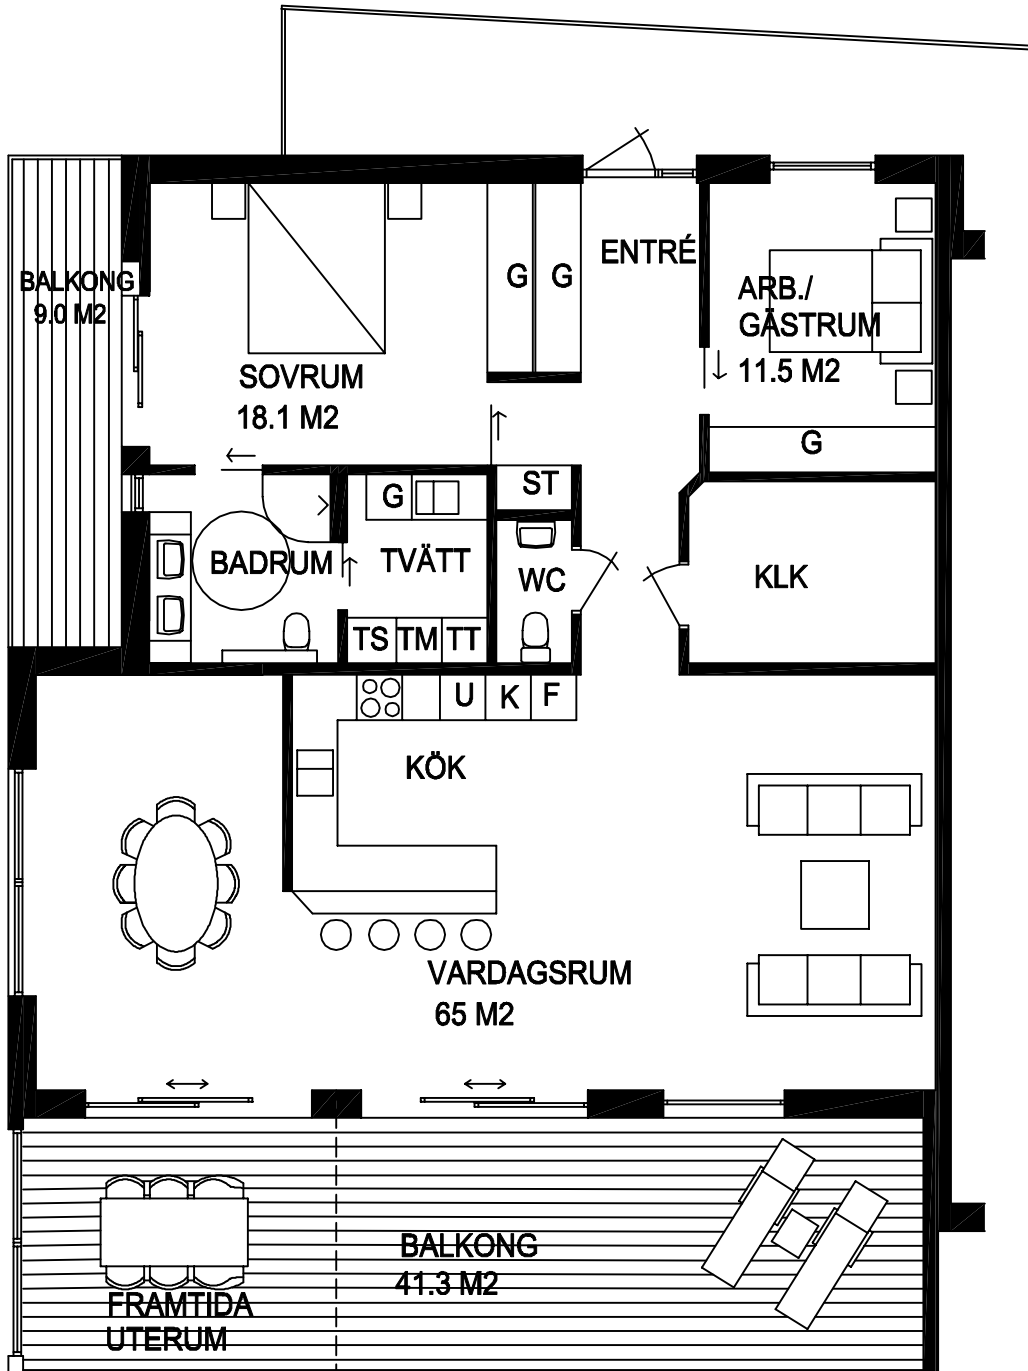 ENTRÉ
BALKONG
9.0 M2
G G
ARB./
GÄSTRUM
11.5 M2
SOVRUM
18.1 M2
G
ST
G
BADRUM
TVÄTT
WC
KLK
TS TM TT
U K F
KÖK
VARDAGSRUM
65 M2
BALKONG
41.3 M2
FRAMTIDA
UTERUM